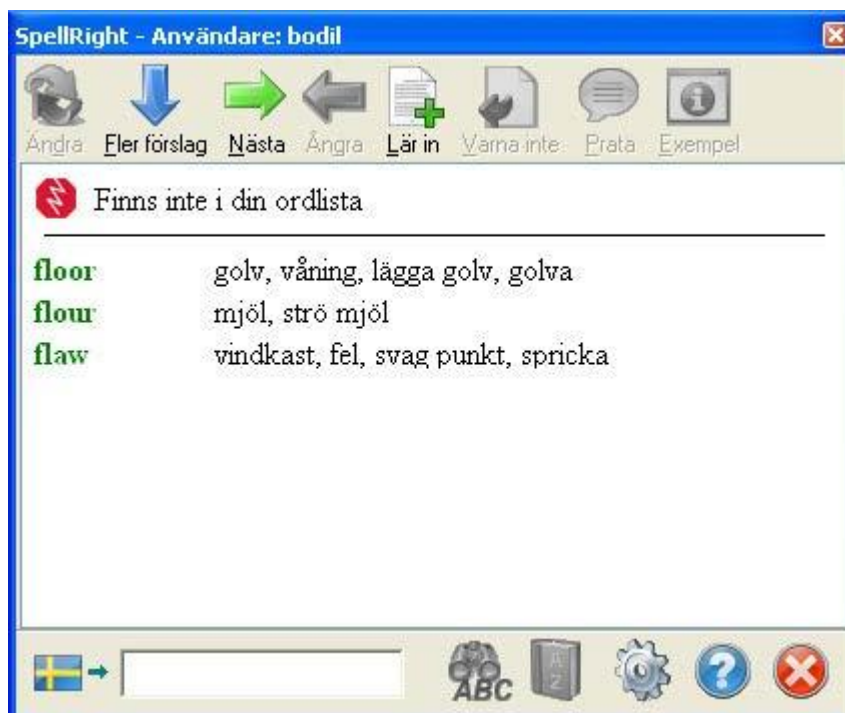 SpellRight - Användare: bodil
Ändra Fler förslag Nästa Ångra Lär in Varna inte Prata Exempel
Finns inte i din ordlista
floor golv, våning, lägga golv, golva
flour mjöl, strö mjöl
flaw vindkast, fel, svag punkt, spricka
ABC A Z